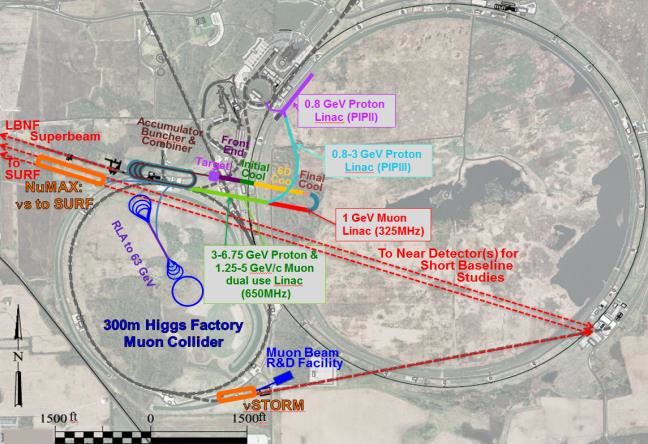 0.8 GeV Proton
Linac (PIPII)
LBNF
Superbeam
Accumulator
Buncher &
Combiner
Front
End
Target
Initial
Cool
6D
Cool
Final
Cool
0.8-3 GeV Proton
Linac (PIPIII)
To
SURF
NuMAX:
νs to SURF
1 GeV Muon
Linac (325MHz)
RLA to 63 GeV
3-6.75 GeV Proton &
1.25-5 GeV/c Muon
dual use Linac
(650MHz)
To Near Detector(s) for
Short Baseline
Studies
300m Higgs Factory
Muon Collider
N
Muon Beam
R&D Facility
νSTORM
1500 ft
0
1500 ft